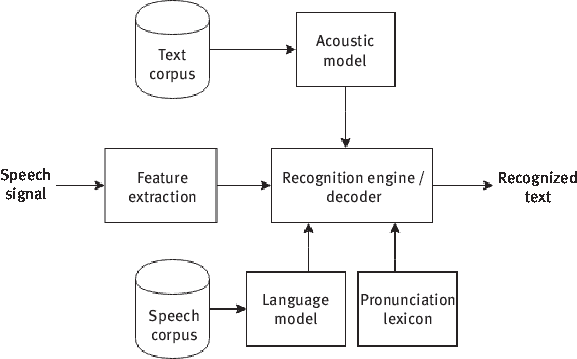 Text
corpus
Acoustic
model
Speech
signal
Feature
extraction
Recognition engine /
decoder
Recognized
text
Speech
corpus
Language
model
Pronunciation
lexicon